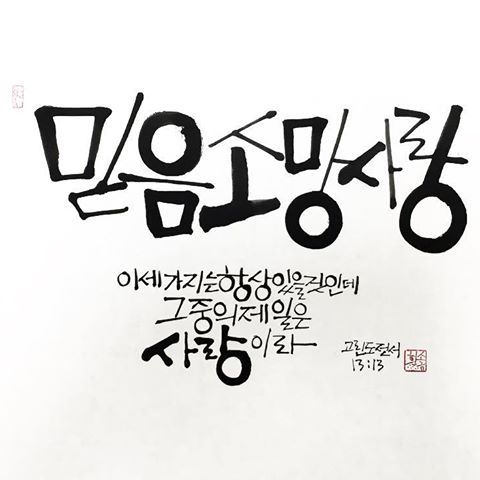 믿음소망사랑
이 세가지는 항상 있을것인데
그 중의 제일은
사랑이라
고린도전서
13:13